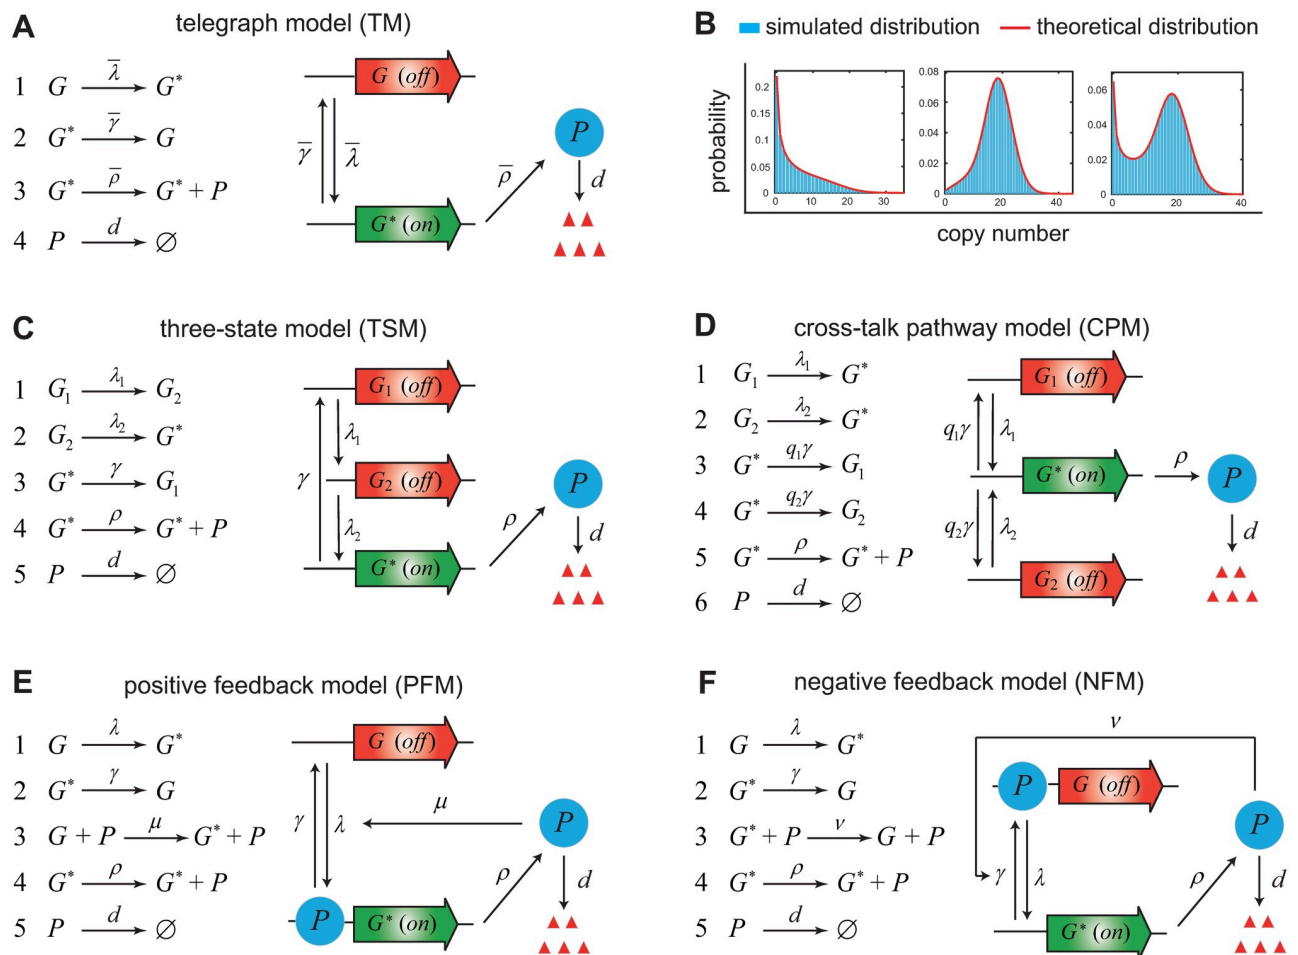 A telegraph model (TM)
1 G λ̅ G*
2 G* γ̅ G
3 G* ρ̅ G* + P
4 P d ∅
G (off)
γ̅ λ̅
G* (on)
ρ̅
P
d
B simulated distribution theoretical distribution
probability
0.2
0.15
0.1
0.05
0
0 10 20 30
0.08
0.06
0.04
0.02
0
0 20 40
0.06
0.04
0.02
0
0 20 40
copy number
C three-state model (TSM)
1 G₁ λ₁ G₂
2 G₂ λ₂ G*
3 G* γ G₁
4 G* ρ G* + P
5 P d ∅
G₁ (off)
λ₁
γ
G₂ (off)
λ₂
G* (on)
ρ
P
d
D cross-talk pathway model (CPM)
1 G₁ λ₁ G*
2 G₂ λ₂ G*
3 G* q₁γ G₁
4 G* q₂γ G₂
5 G* ρ G* + P
6 P d ∅
G₁ (off)
q₁γ λ₁
G* (on)
ρ
P
q₂γ λ₂
d
G₂ (off)
E positive feedback model (PFM)
1 G λ G*
2 G* γ G
3 G + P μ G* + P
4 G* ρ G* + P
5 P d ∅
G (off)
γ λ
μ
P
P G* (on)
ρ
d
F negative feedback model (NFM)
1 G λ G*
2 G* γ G
3 G* + P ν G + P
4 G* ρ G* + P
5 P d ∅
ν
P G (off)
P
γ λ
ρ
d
G* (on)